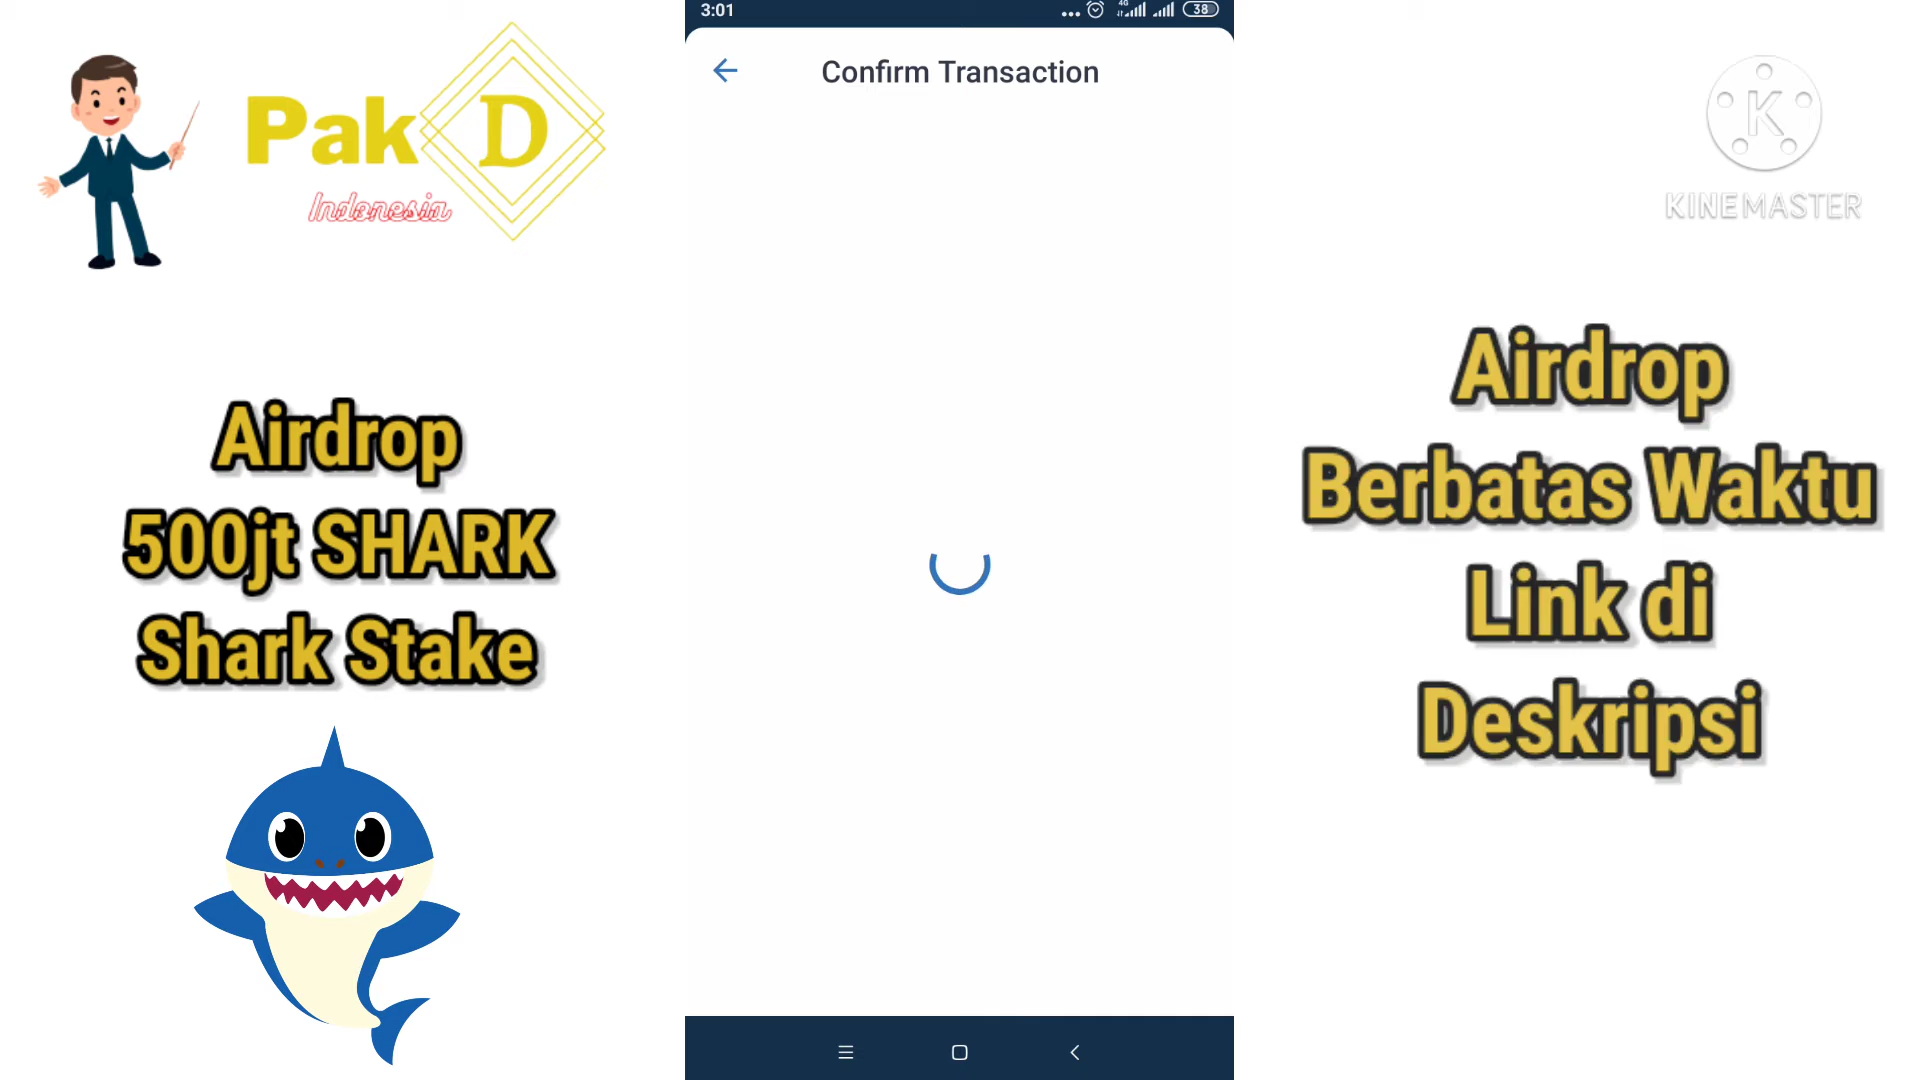 Pak D
Indonesia
Airdrop
500jt SHARK
Shark Stake
3:01
4G
38
Confirm Transaction
K
KINEMASTER
Airdrop
Berbatas Waktu
Link di
Deskripsi